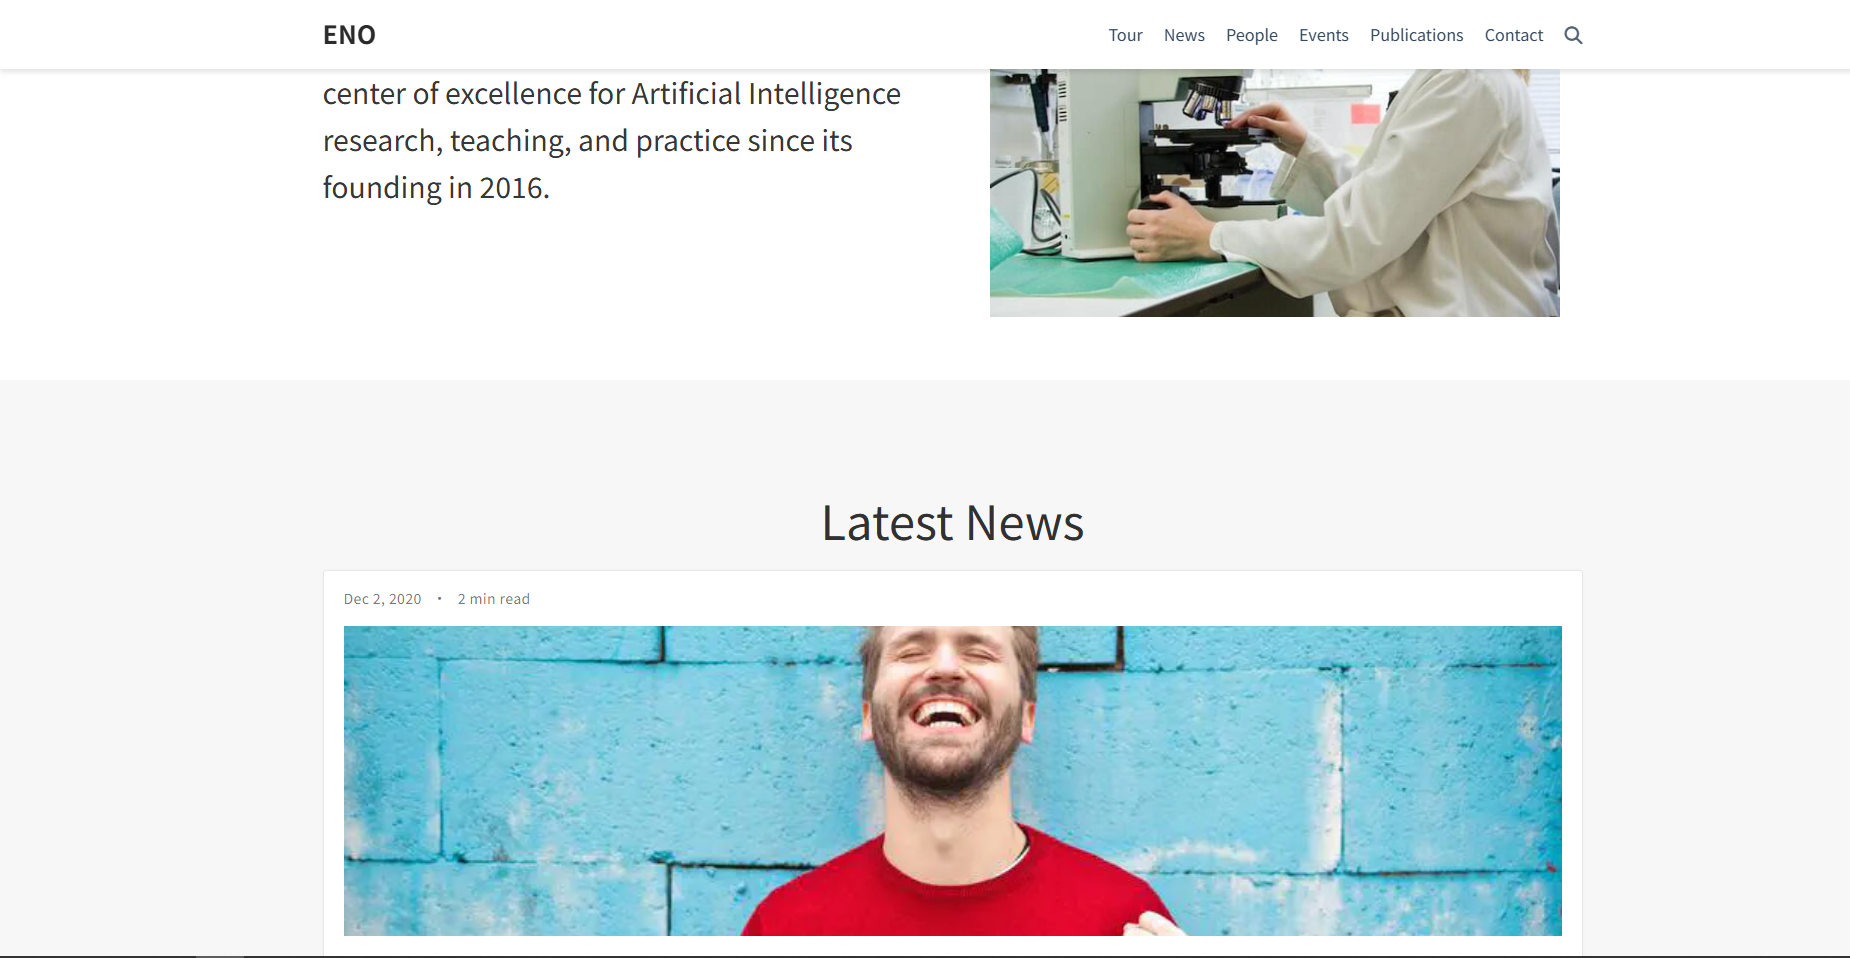 ENO
Tour News People Events Publications Contact
center of excellence for Artificial Intelligence
research, teaching, and practice since its
founding in 2016.
Latest News
Dec 2, 2020 · 2 min read